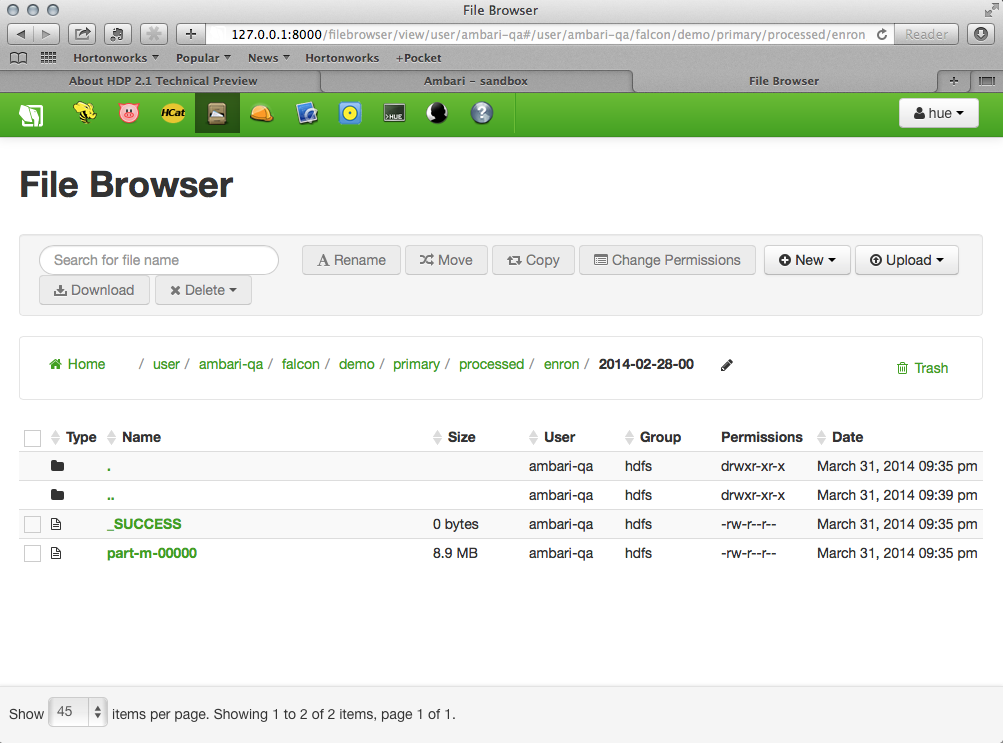 File Browser
127.0.0.1:8000/filebrowser/view/user/ambari-qa#/user/ambari-qa/falcon/demo/primary/processed/enron
Reader
Hortonworks Popular News Hortonworks +Pocket
About HDP 2.1 Technical Preview Ambari - sandbox File Browser
HCat >HUE ? hue
File Browser
Search for file name Rename Move Copy Change Permissions New Upload
Download Delete
Home / user / ambari-qa / falcon / demo / primary / processed / enron / 2014-02-28-00 Trash
Type Name Size User Group Permissions Date
. ambari-qa hdfs drwxr-xr-x March 31, 2014 09:35 pm
.. ambari-qa hdfs drwxr-xr-x March 31, 2014 09:39 pm
_SUCCESS 0 bytes ambari-qa hdfs -rw-r--r-- March 31, 2014 09:35 pm
part-m-00000 8.9 MB ambari-qa hdfs -rw-r--r-- March 31, 2014 09:35 pm
Show 45 items per page. Showing 1 to 2 of 2 items, page 1 of 1.